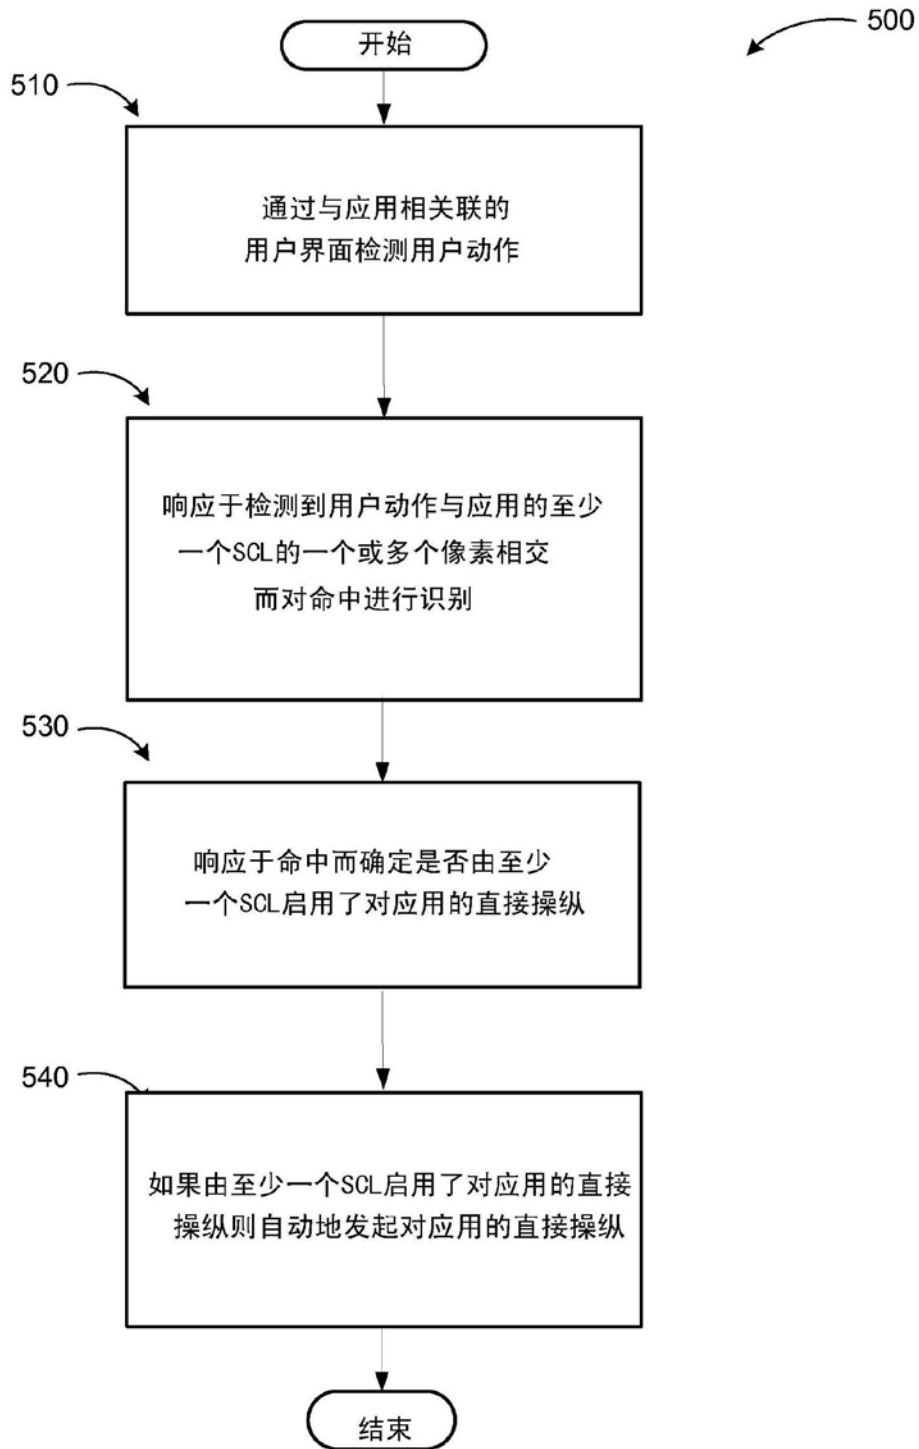 开始
500
510
通过与应用相关联的
用户界面检测用户动作
520
响应于检测到用户动作与应用的至少
一个SCL的一个或多个像素相交
而对命中进行识别
530
响应于命中而确定是否由至少
一个SCL启用了对应用的直接操纵
540
如果由至少一个SCL启用了对应用的直接
操纵则自动地发起对应用的直接操纵
结束